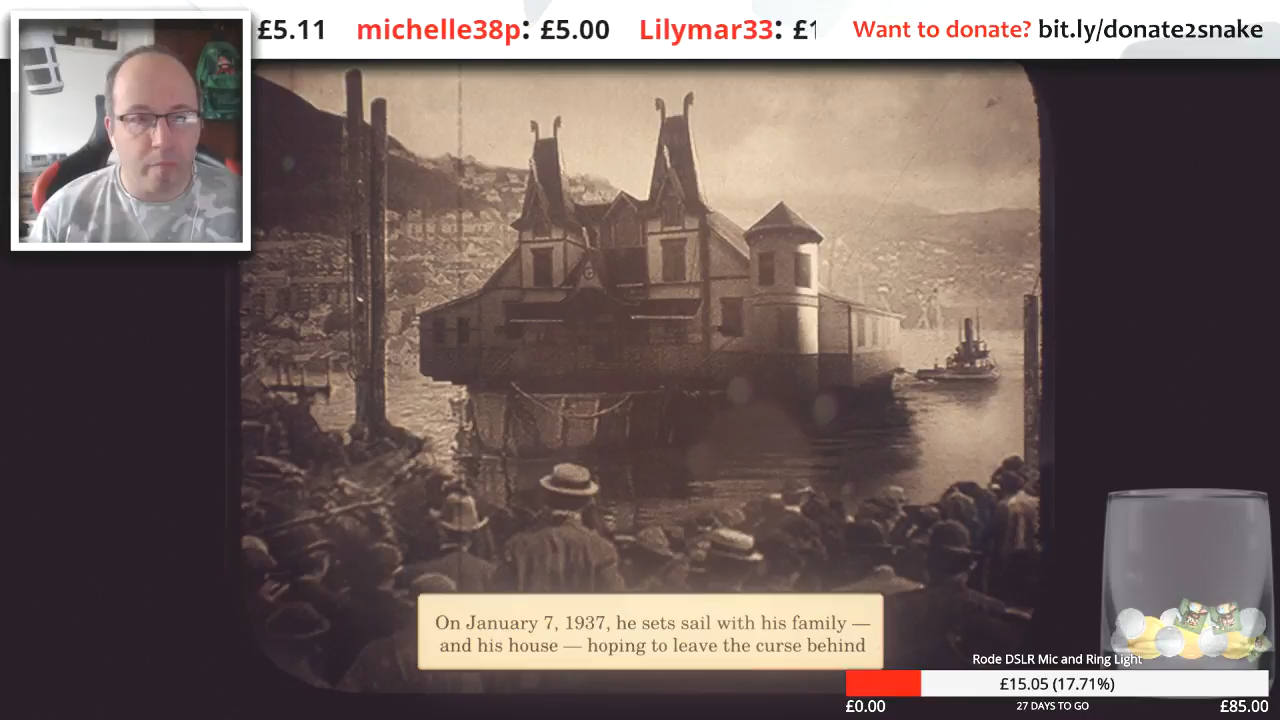 £5.11 michelle38p: £5.00 Lilymar33: £1
Want to donate? bit.ly/donate2snake
On January 7, 1937, he sets sail with his family —
and his house — hoping to leave the curse behind
Rode DSLR Mic and Ring Light
£15.05 (17.71%)
£0.00
27 DAYS TO GO
£85.00